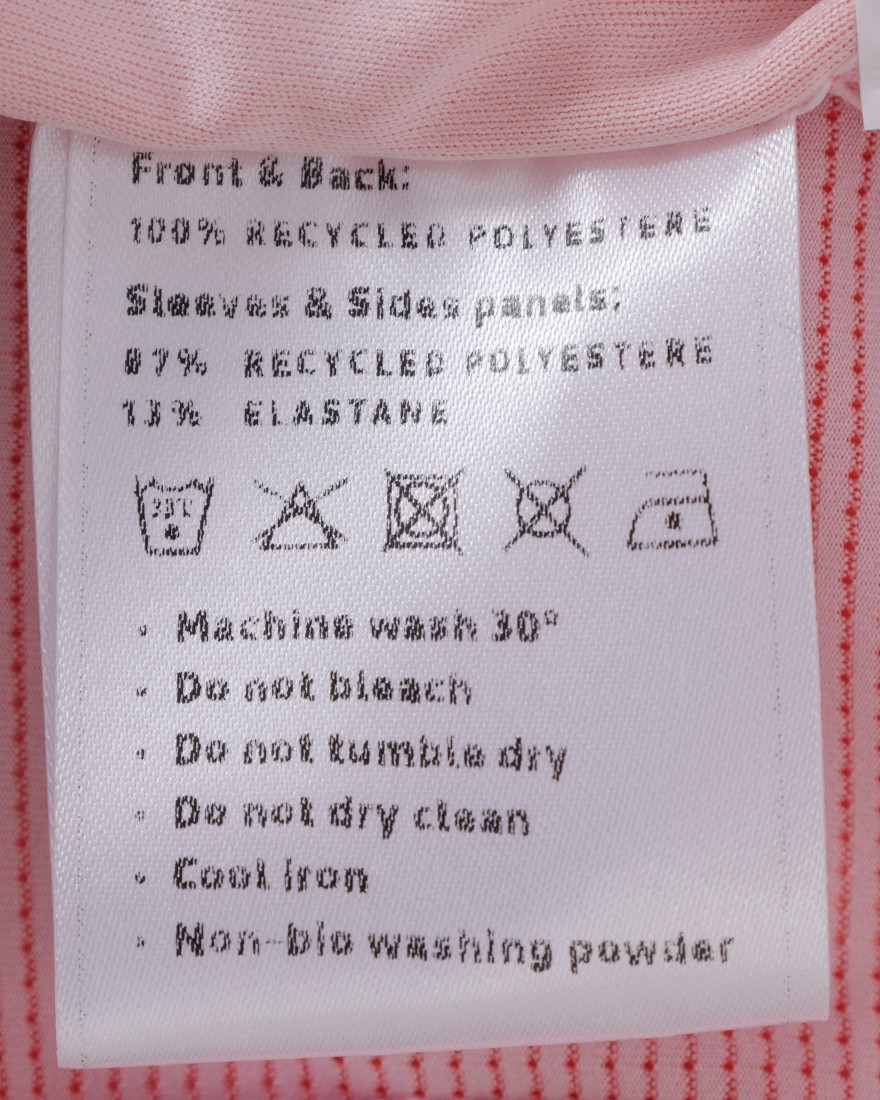 Front & Back:
100% RECYCLED POLYESTERE
Sleeves & Sides panels:
87% RECYCLED POLYESTERE
13% ELASTANE
· Machine wash 30°
· Do not bleach
· Do not tumble dry
· Do not dry clean
· Cool iron
· Non-bio washing powder